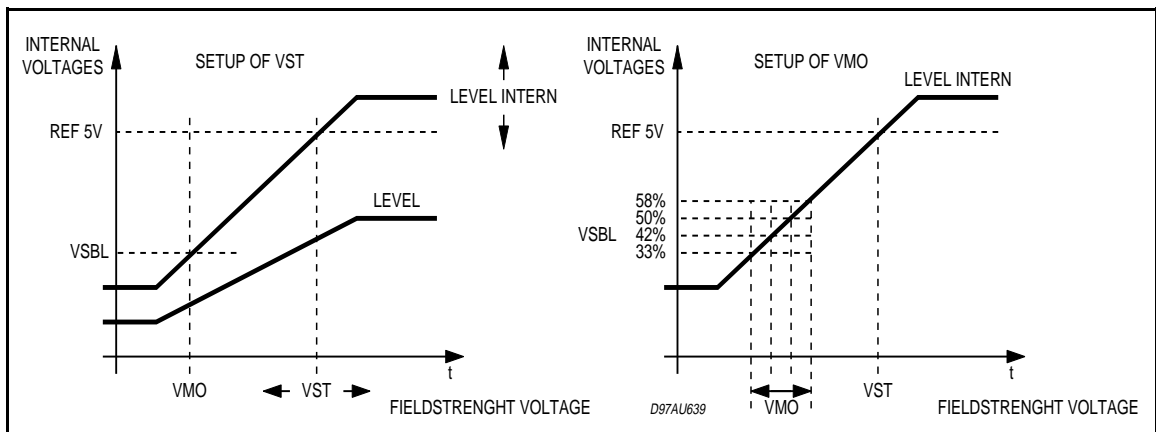 INTERNAL
VOLTAGES
SETUP OF VST
LEVEL INTERN
REF 5V
LEVEL
VSBL
t
VMO
VST
FIELDSTRENGHT VOLTAGE
INTERNAL
VOLTAGES
SETUP OF VMO
LEVEL INTERN
REF 5V
58%
50%
VSBL 42%
33%
t
D97AU639
VMO
VST
FIELDSTRENGHT VOLTAGE